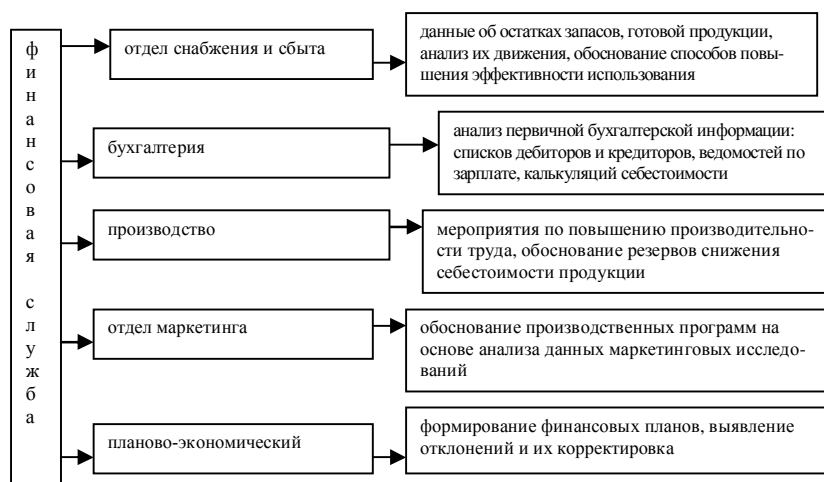 финансовая служба
отдел снабжения и сбыта
данные об остатках запасов, готовой продукции,
анализ их движения, обоснование способов повы-
шения эффективности использования
бухгалтерия
анализ первичной бухгалтерской информации:
списков дебиторов и кредиторов, ведомостей по
зарплате, калькуляций себестоимости
производство
мероприятия по повышению производительно-
сти труда, обоснование резервов снижения
себестоимости продукции
отдел маркетинга
обоснование производственных программ на
основе анализа данных маркетинговых исследо-
ваний
планово-экономический
формирование финансовых планов, выявление
отклонений и их корректировка